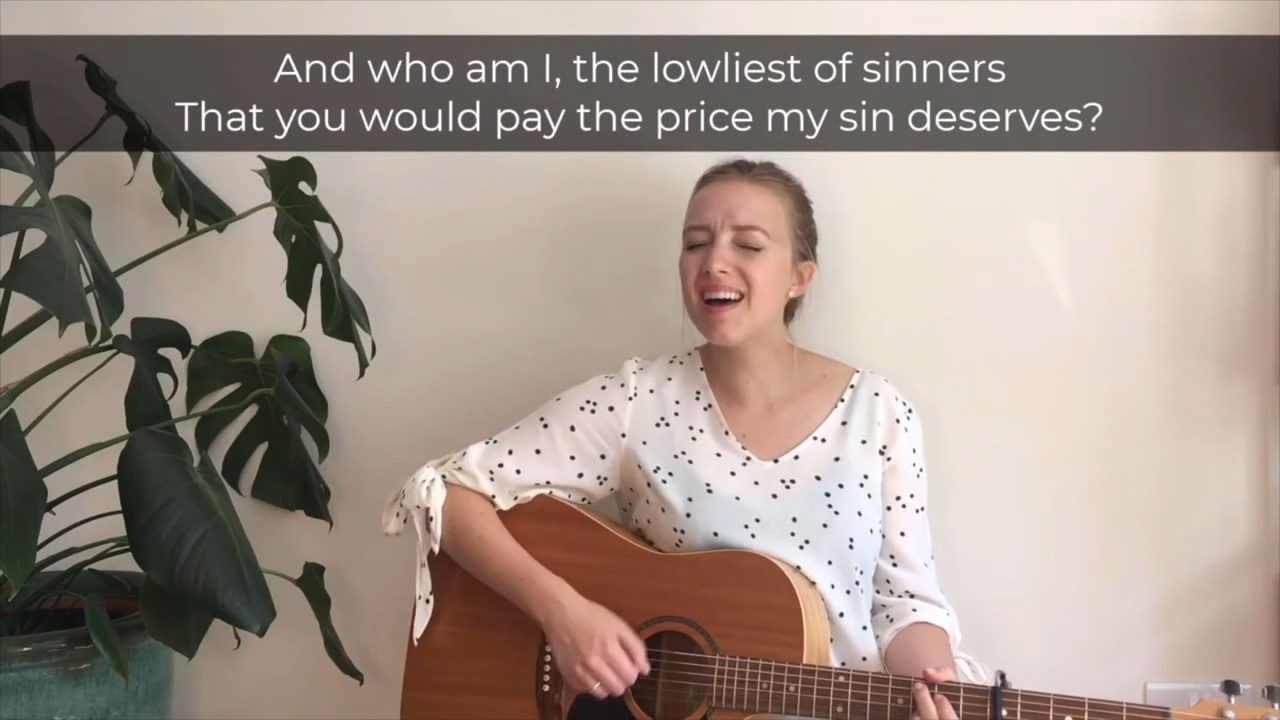 And who am I, the lowliest of sinners
That you would pay the price my sin deserves?